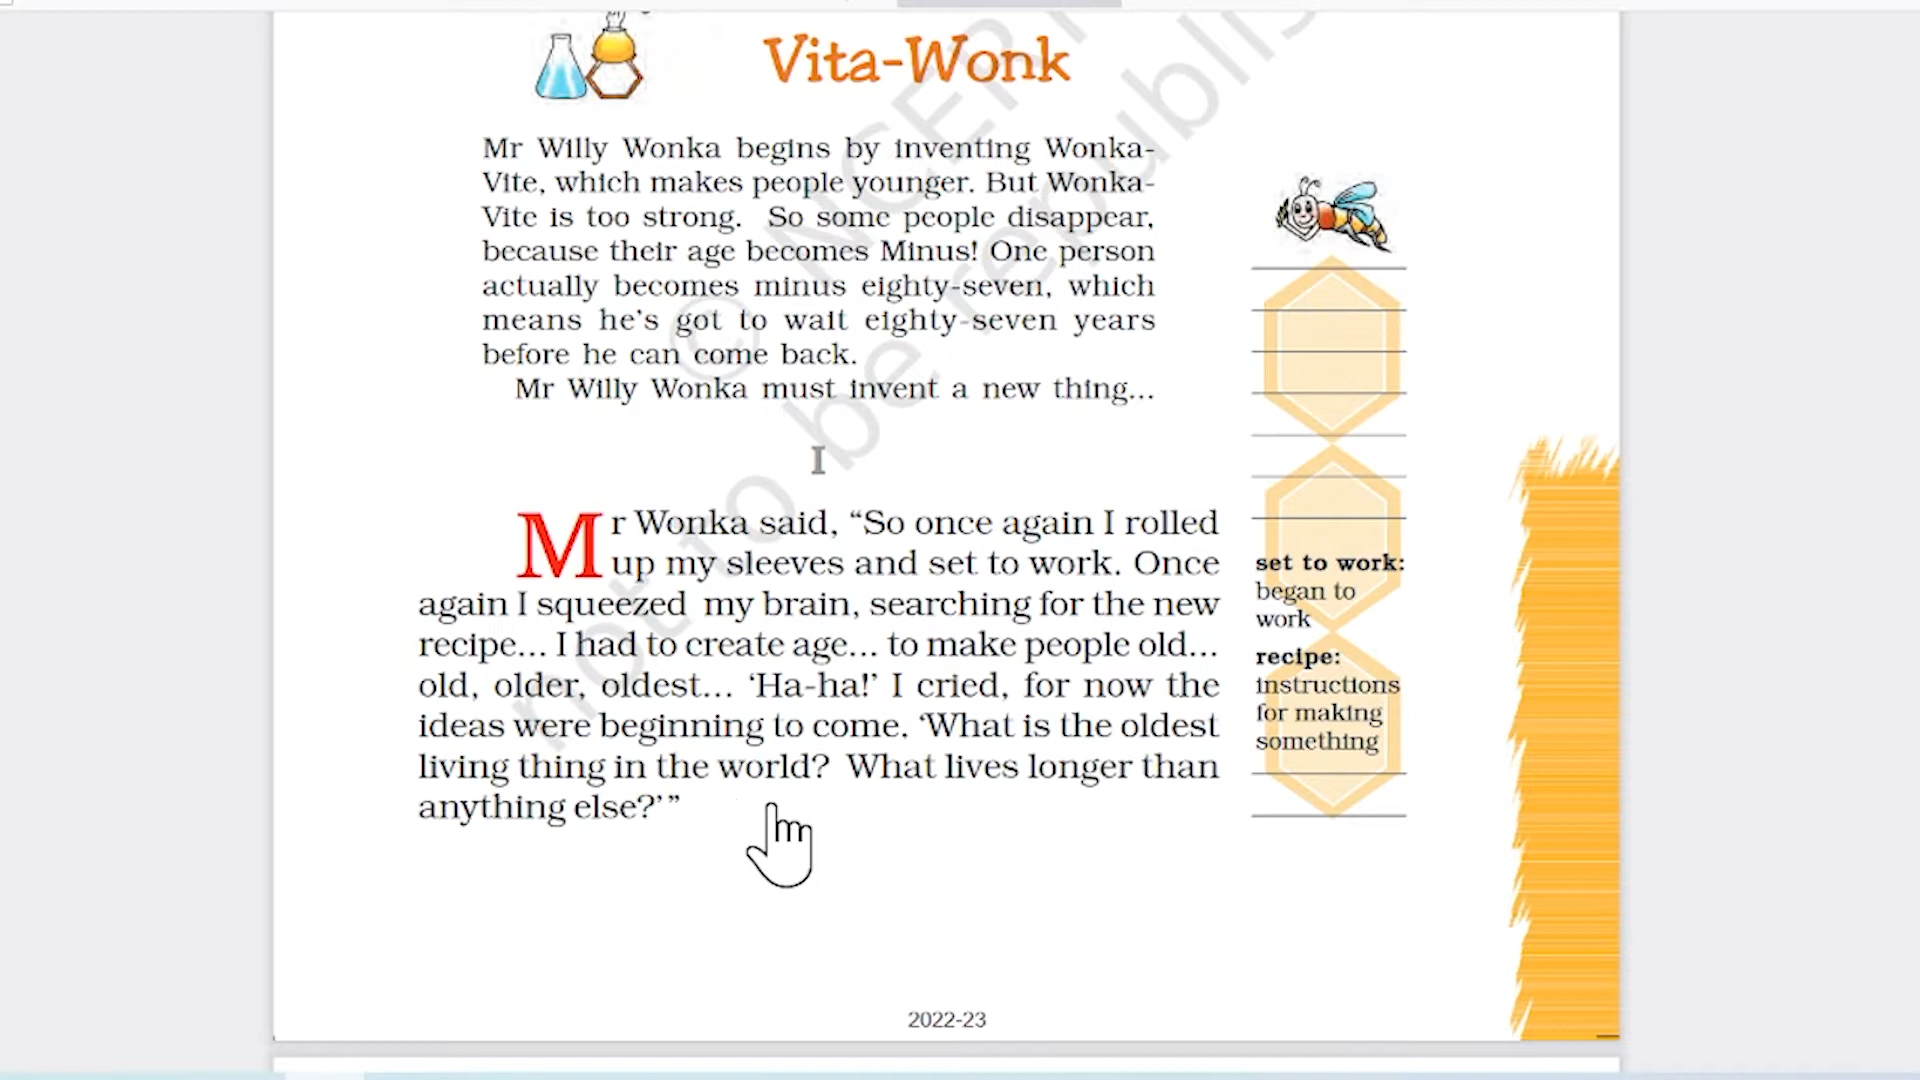 Vita-Wonk
Mr Willy Wonka begins by inventing Wonka-
Vite, which makes people younger. But Wonka-
Vite is too strong. So some people disappear,
because their age becomes Minus! One person
actually becomes minus eighty-seven, which
means he's got to wait eighty-seven years
before he can come back.
Mr Willy Wonka must invent a new thing...
I
Mr Wonka said, “So once again I rolled
up my sleeves and set to work. Once
again I squeezed my brain, searching for the new
recipe... I had to create age... to make people old...
old, older, oldest... ‘Ha-ha!’ I cried, for now the
ideas were beginning to come. ‘What is the oldest
living thing in the world? What lives longer than
anything else?’”
set to work:
began to
work
recipe:
instructions
for making
something
© NCERT
not to be republis
2022-23